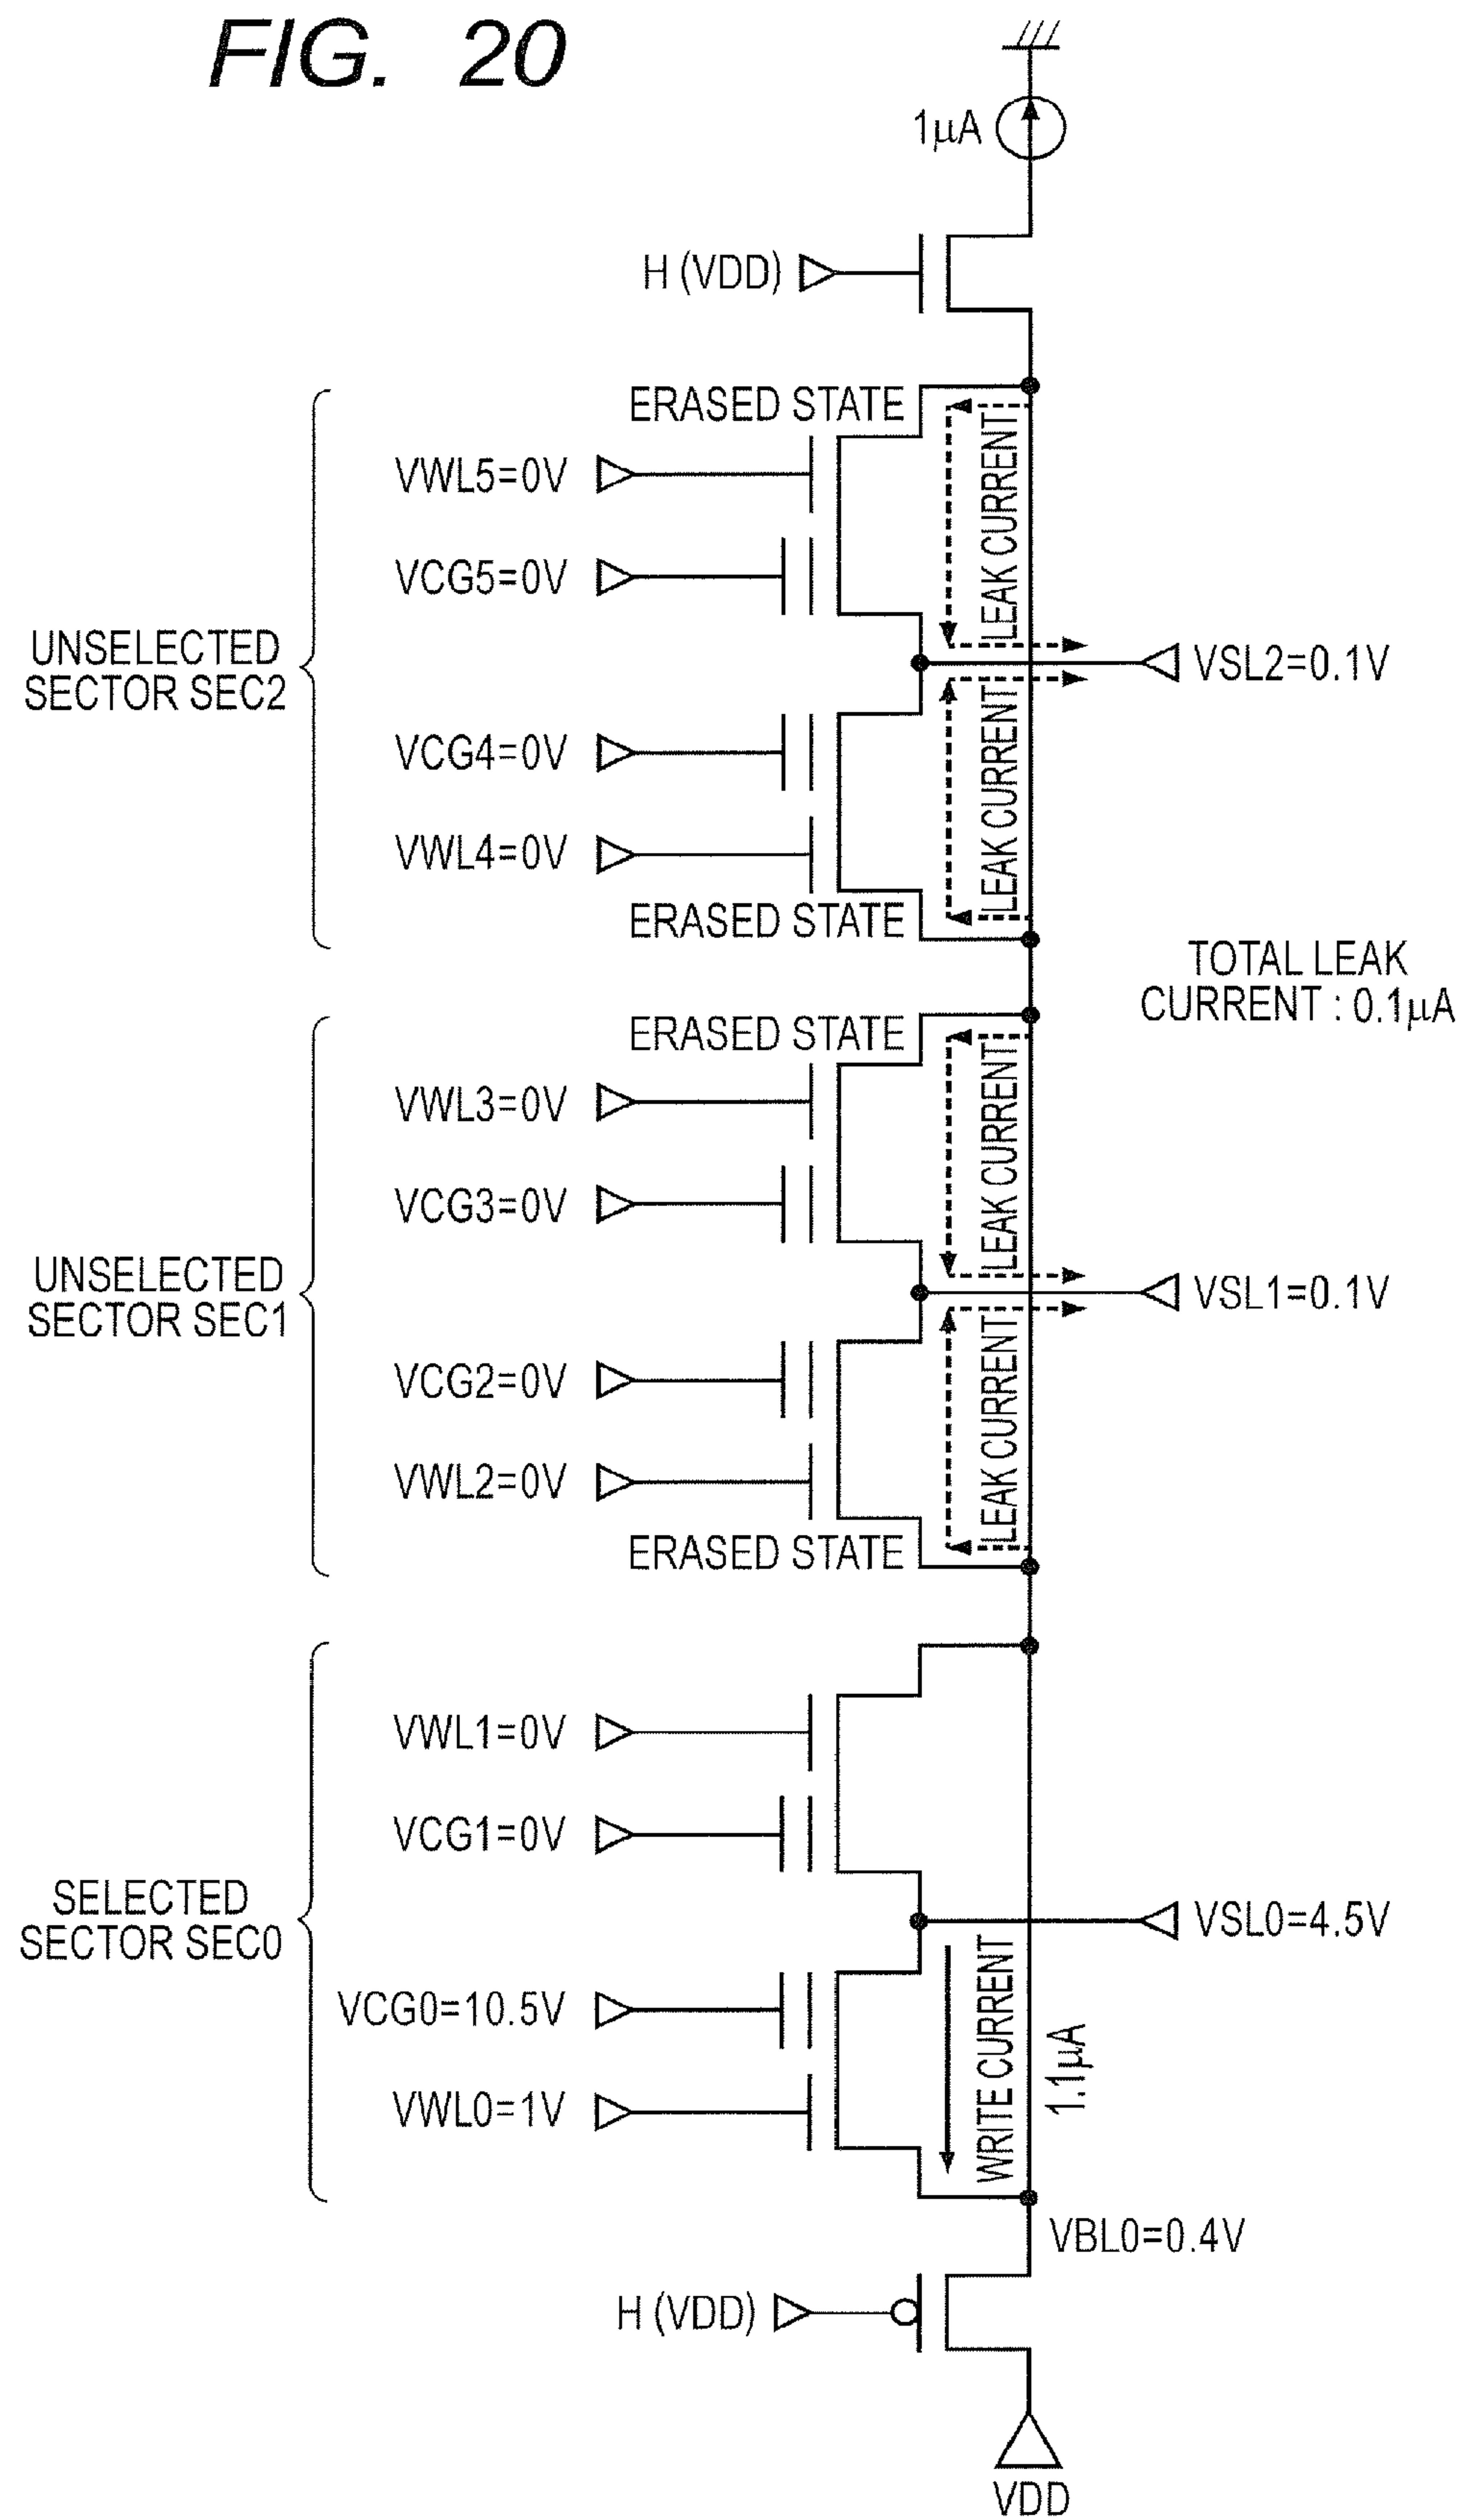 FIG. 20
1µA
H (VDD)
ERASED STATE
LEAK CURRENT
VWL5=0V
VCG5=0V
UNSELECTED
SECTOR SEC2
VSL2=0.1V
VCG4=0V
LEAK CURRENT
VWL4=0V
ERASED STATE
TOTAL LEAK
CURRENT : 0.1µA
ERASED STATE
LEAK CURRENT
VWL3=0V
VCG3=0V
UNSELECTED
SECTOR SEC1
VSL1=0.1V
VCG2=0V
LEAK CURRENT
VWL2=0V
ERASED STATE
VWL1=0V
VCG1=0V
SELECTED
SECTOR SEC0
VSL0=4.5V
VCG0=10.5V
WRITE CURRENT
1.1µA
VWL0=1V
VBL0=0.4V
H (VDD)
VDD